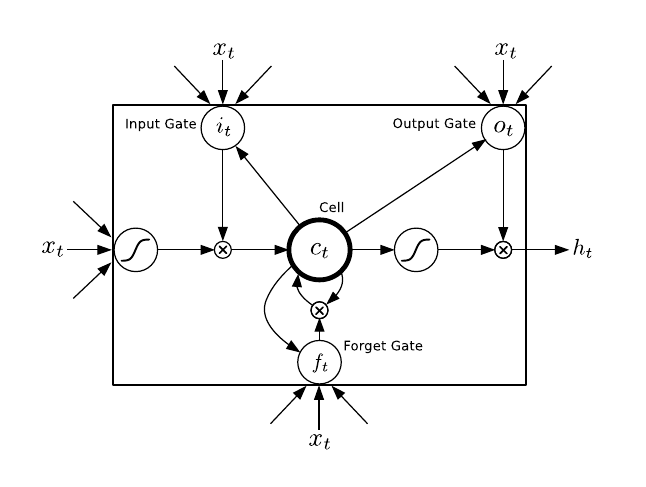 x_t x_t
Input Gate i_t Output Gate o_t
Cell
x_t c_t h_t
f_t Forget Gate
x_t